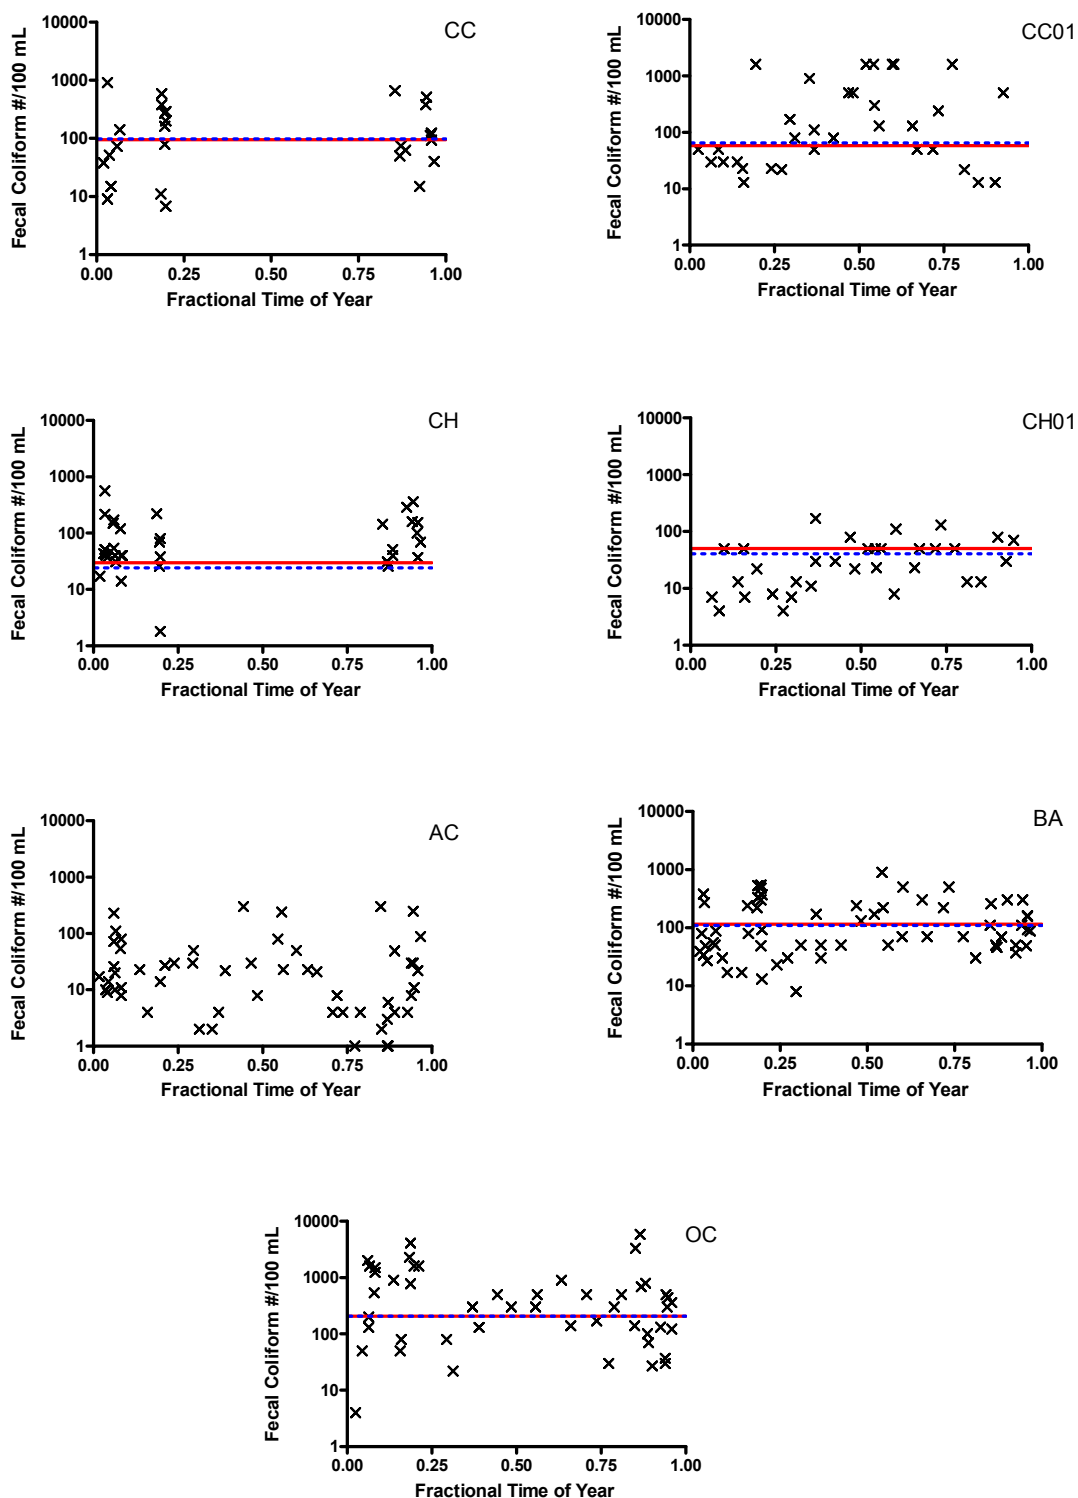 CC
Fecal Coliform #/100 mL
10000
1000
100
10
1
0.00 0.25 0.50 0.75 1.00
Fractional Time of Year
CC01
Fecal Coliform #/100 mL
10000
1000
100
10
1
0.00 0.25 0.50 0.75 1.00
Fractional Time of Year
CH
Fecal Coliform #/100 mL
10000
1000
100
10
1
0.00 0.25 0.50 0.75 1.00
Fractional Time of Year
CH01
Fecal Coliform #/100 mL
10000
1000
100
10
1
0.00 0.25 0.50 0.75 1.00
Fractional Time of Year
AC
Fecal Coliform #/100 mL
10000
1000
100
10
1
0.00 0.25 0.50 0.75 1.00
Fractional Time of Year
BA
Fecal Coliform #/100 mL
10000
1000
100
10
1
0.00 0.25 0.50 0.75 1.00
Fractional Time of Year
OC
Fecal Coliform #/100 mL
10000
1000
100
10
1
0.00 0.25 0.50 0.75 1.00
Fractional Time of Year